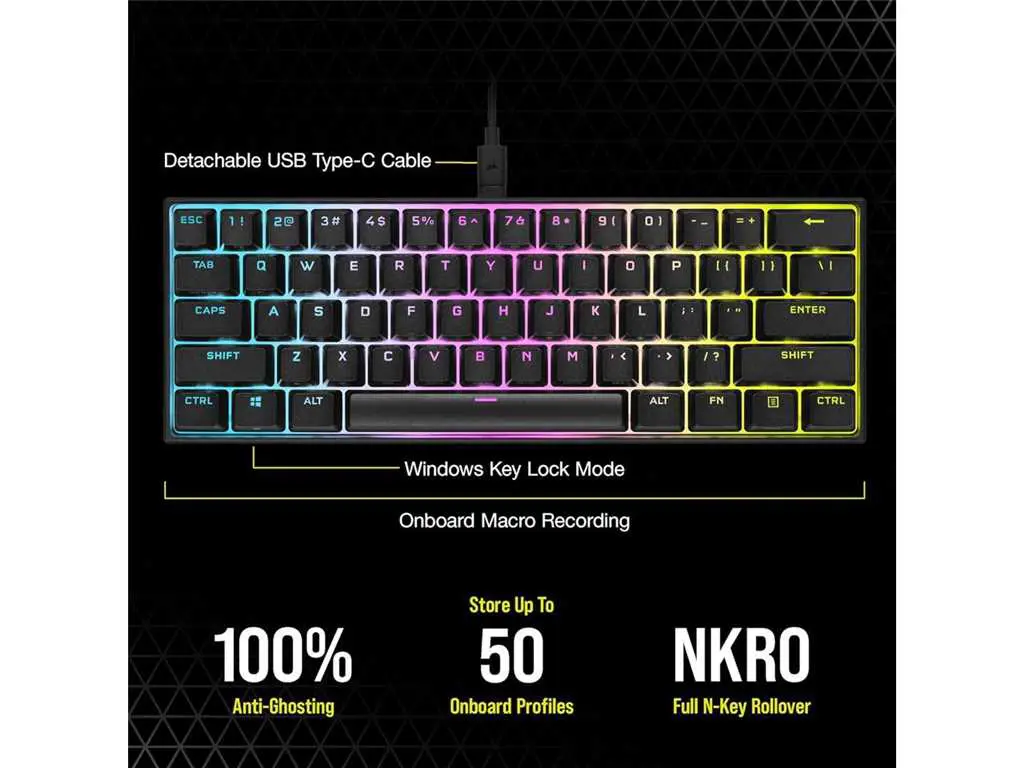 Detachable USB Type-C Cable
ESC 1! 2@ 3# 4$ 5% 6^ 7& 8* 9( 0) -_ =+ ←
TAB Q W E R T Y U I O P [{ ]} \|
CAPS A S D F G H J K L ;: '" ENTER
SHIFT Z X C V B N M ,< .> /? SHIFT
CTRL ALT ALT FN CTRL
Windows Key Lock Mode
Onboard Macro Recording
Store Up To
100% 50 NKRO
Anti-Ghosting Onboard Profiles Full N-Key Rollover